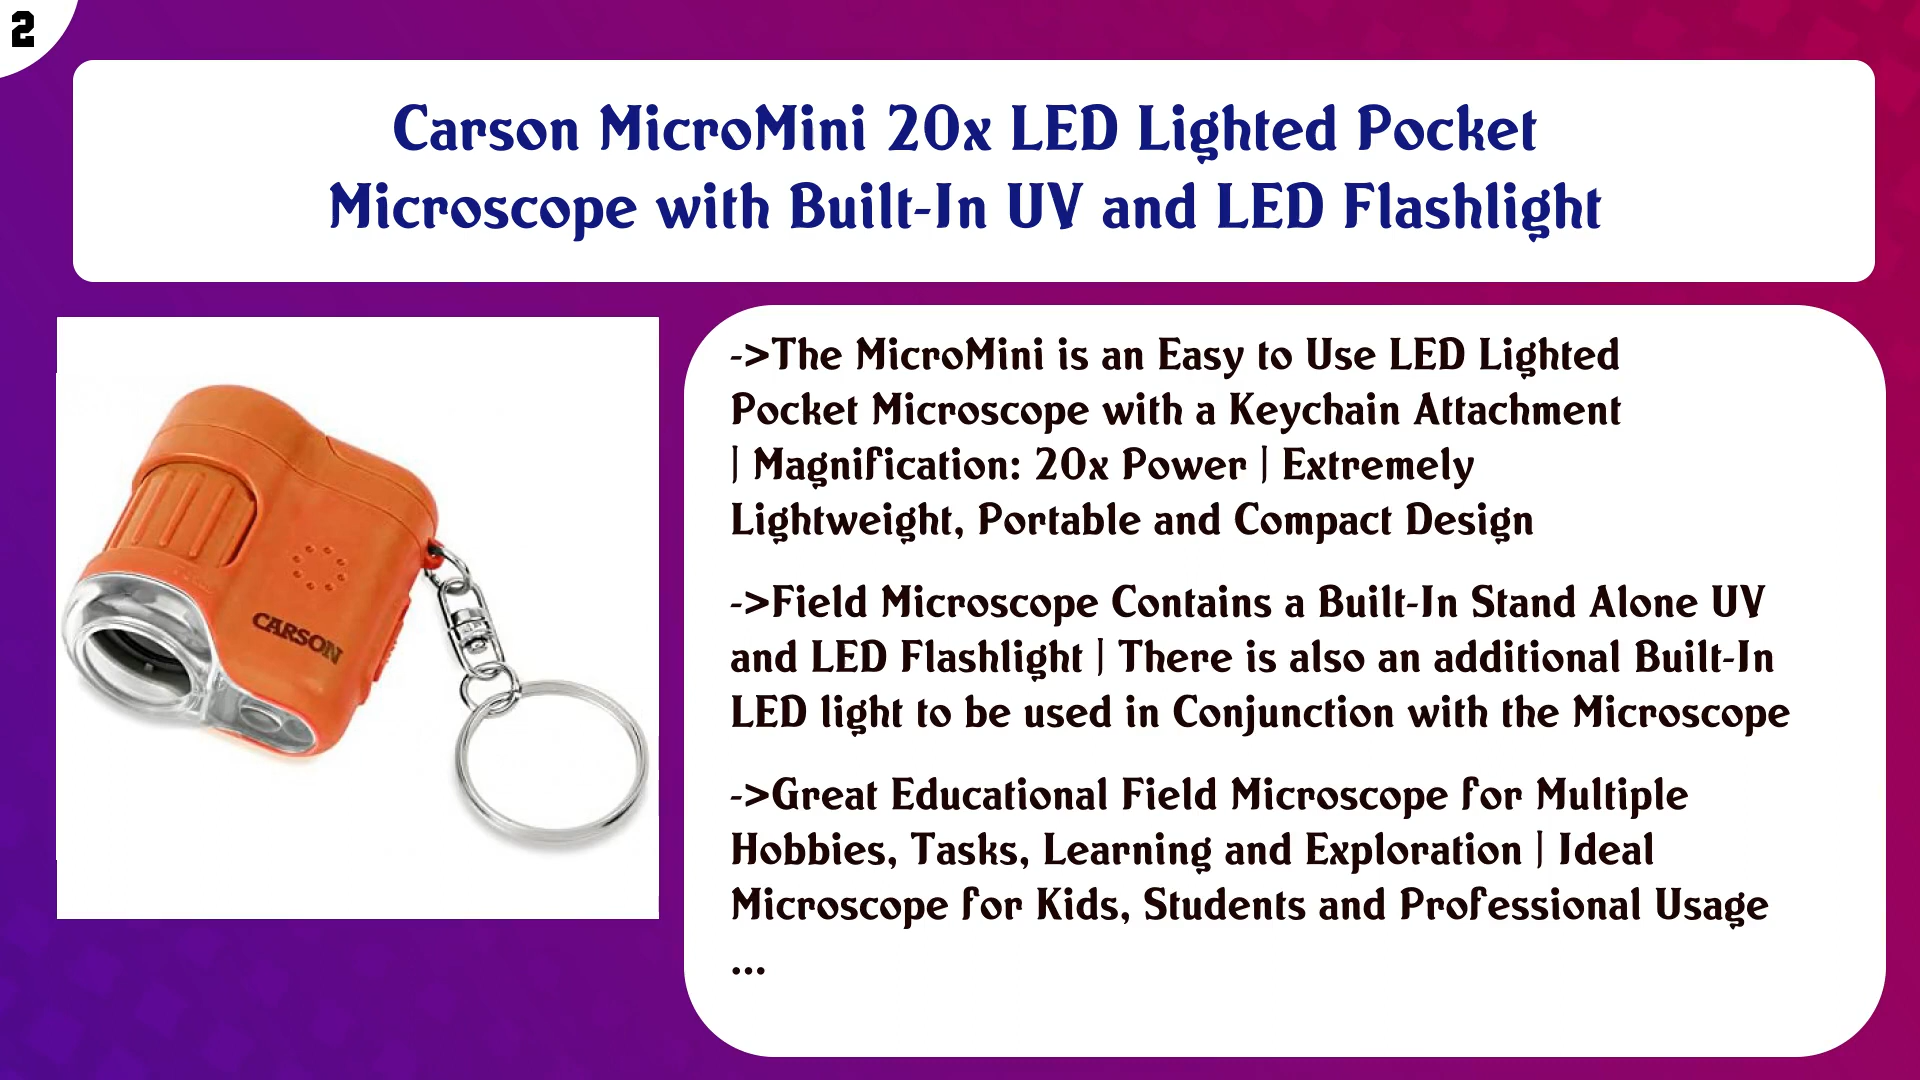 2
Carson MicroMini 20x LED Lighted Pocket
Microscope with Built-In UV and LED Flashlight
CARSON
->The MicroMini is an Easy to Use LED Lighted
Pocket Microscope with a Keychain Attachment
| Magnification: 20x Power | Extremely
Lightweight, Portable and Compact Design
->Field Microscope Contains a Built-In Stand Alone UV
and LED Flashlight | There is also an additional Built-In
LED light to be used in Conjunction with the Microscope
->Great Educational Field Microscope for Multiple
Hobbies, Tasks, Learning and Exploration | Ideal
Microscope for Kids, Students and Professional Usage
...